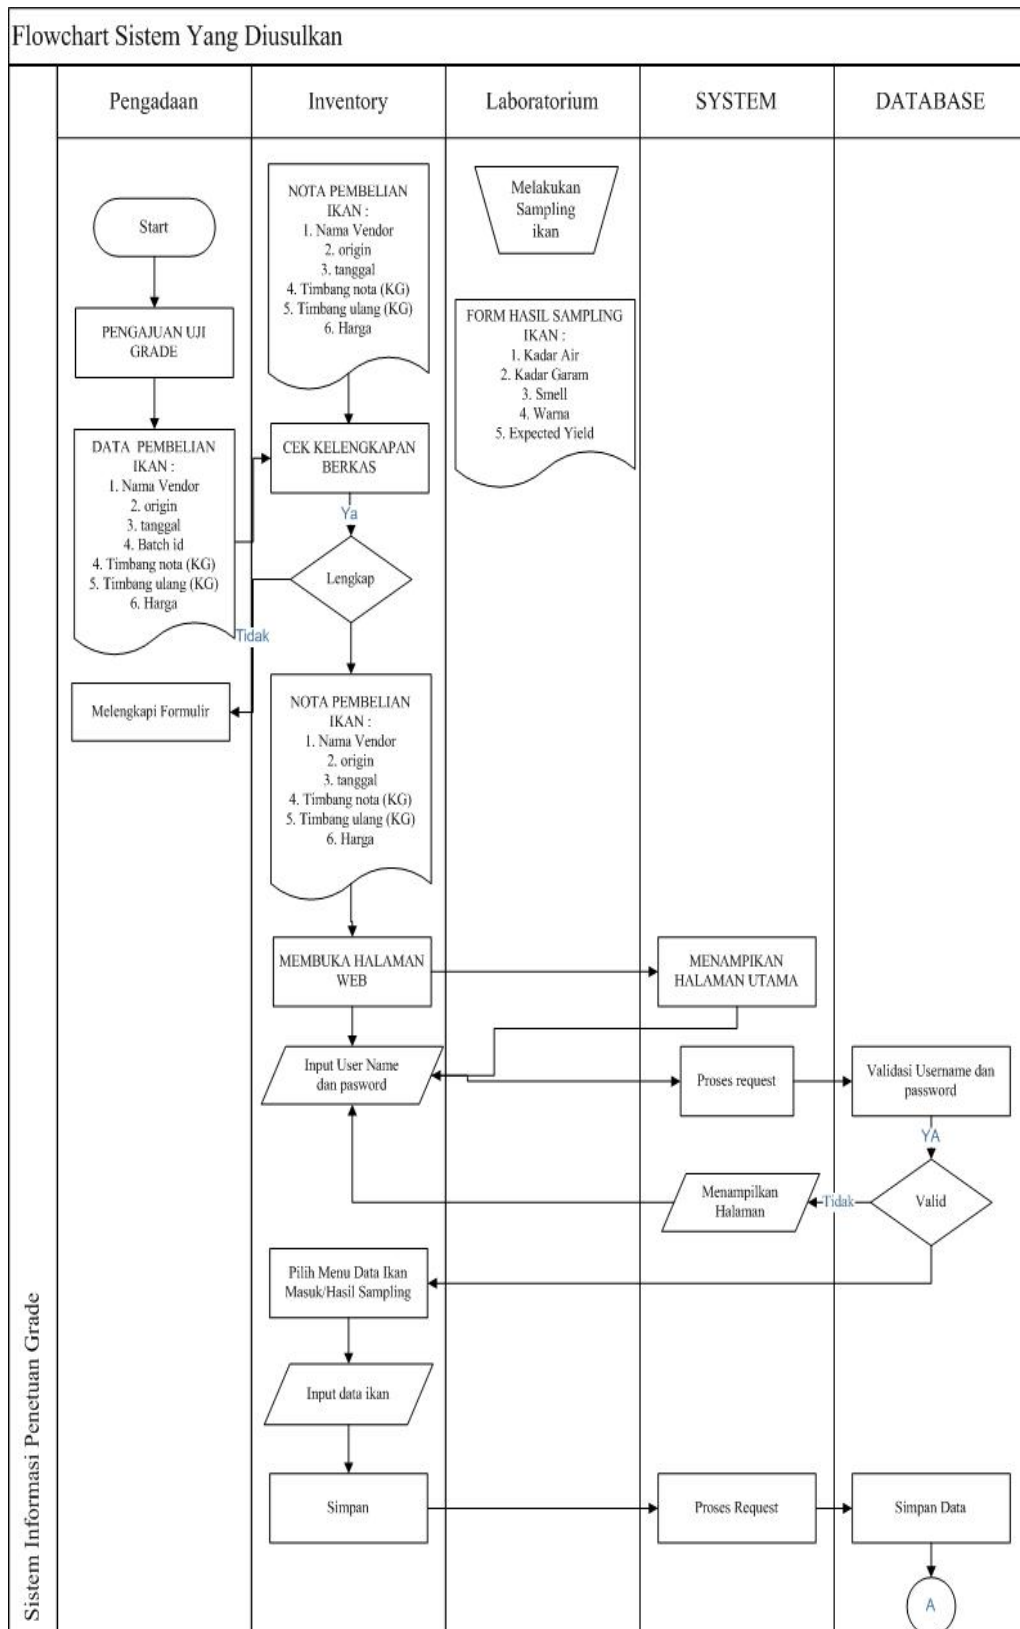 Flowchart Sistem Yang Diusulkan
Pengadaan
Inventory
Laboratorium
SYSTEM
DATABASE
Start
PENGAJUAN UJI
GRADE
DATA PEMBELIAN
IKAN :
1. Nama Vendor
2. origin
3. tanggal
4. Batch id
4. Timbang nota (KG)
5. Timbang ulang (KG)
6. Harga
Melengkapi Formulir
NOTA PEMBELIAN
IKAN :
1. Nama Vendor
2. origin
3. tanggal
4. Timbang nota (KG)
5. Timbang ulang (KG)
6. Harga
CEK KELENGKAPAN
BERKAS
Ya
Lengkap
Tidak
NOTA PEMBELIAN
IKAN :
1. Nama Vendor
2. origin
3. tanggal
4. Timbang nota (KG)
5. Timbang ulang (KG)
6. Harga
Melakukan
Sampling
ikan
FORM HASIL SAMPLING
IKAN :
1. Kadar Air
2. Kadar Garam
3. Smell
4. Warna
5. Expected Yield
MEMBUKA HALAMAN
WEB
MENAMPIKAN
HALAMAN UTAMA
Input User Name
dan pasword
Proses request
Validasi Username dan
password
YA
Valid
Tidak
Menampilkan
Halaman
Pilih Menu Data Ikan
Masuk/Hasil Sampling
Input data ikan
Simpan
Proses Request
Simpan Data
A
Sistem Informasi Penetuan Grade